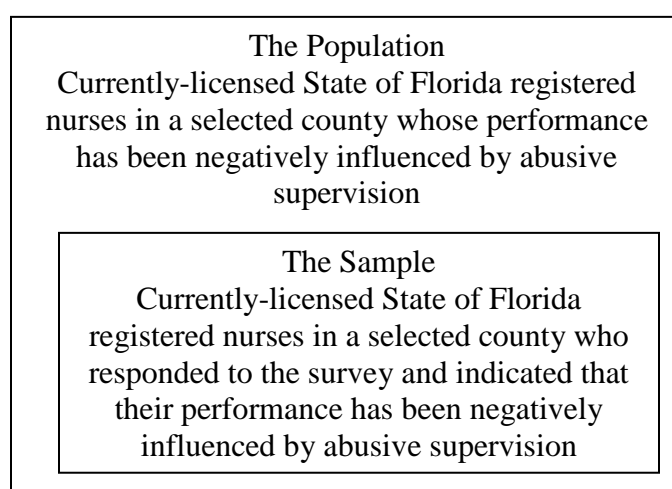 The Population
Currently-licensed State of Florida registered
nurses in a selected county whose performance
has been negatively influenced by abusive
supervision
The Sample
Currently-licensed State of Florida
registered nurses in a selected county who
responded to the survey and indicated that
their performance has been negatively
influenced by abusive supervision